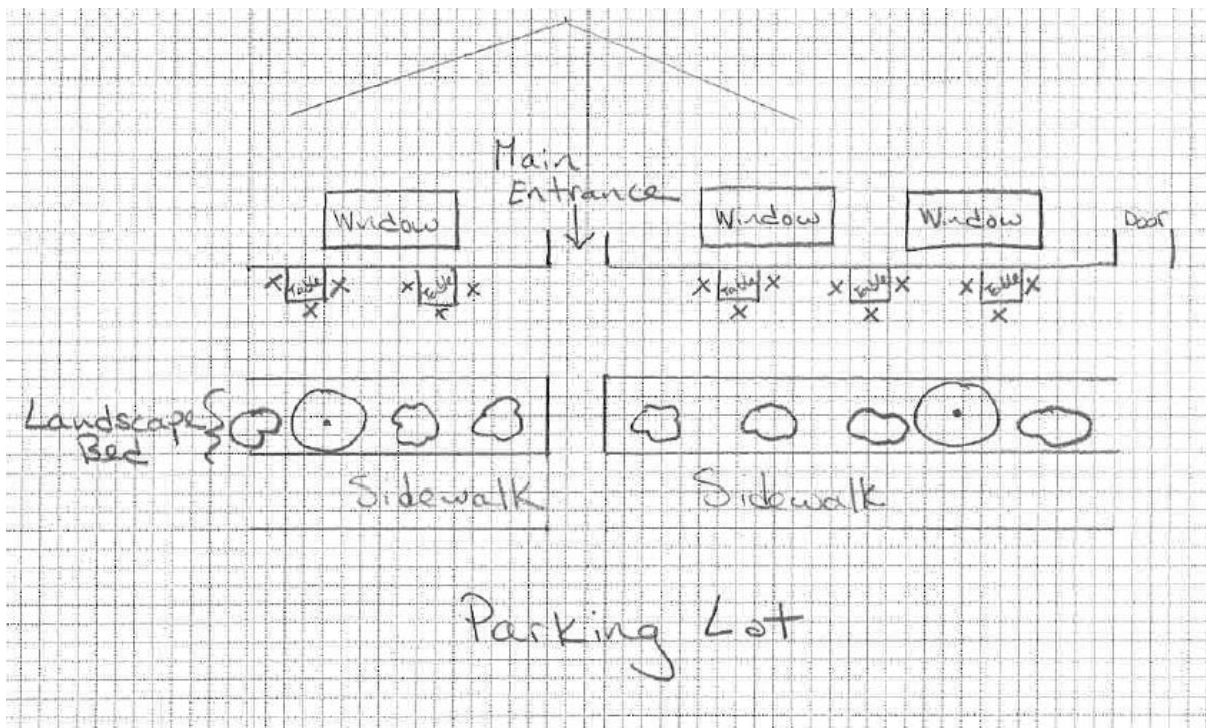 Main
Entrance
Window
Window
Window
Door
Table
Table
Table
Table
Table
Landscape
Bed
Sidewalk
Sidewalk
Parking Lot